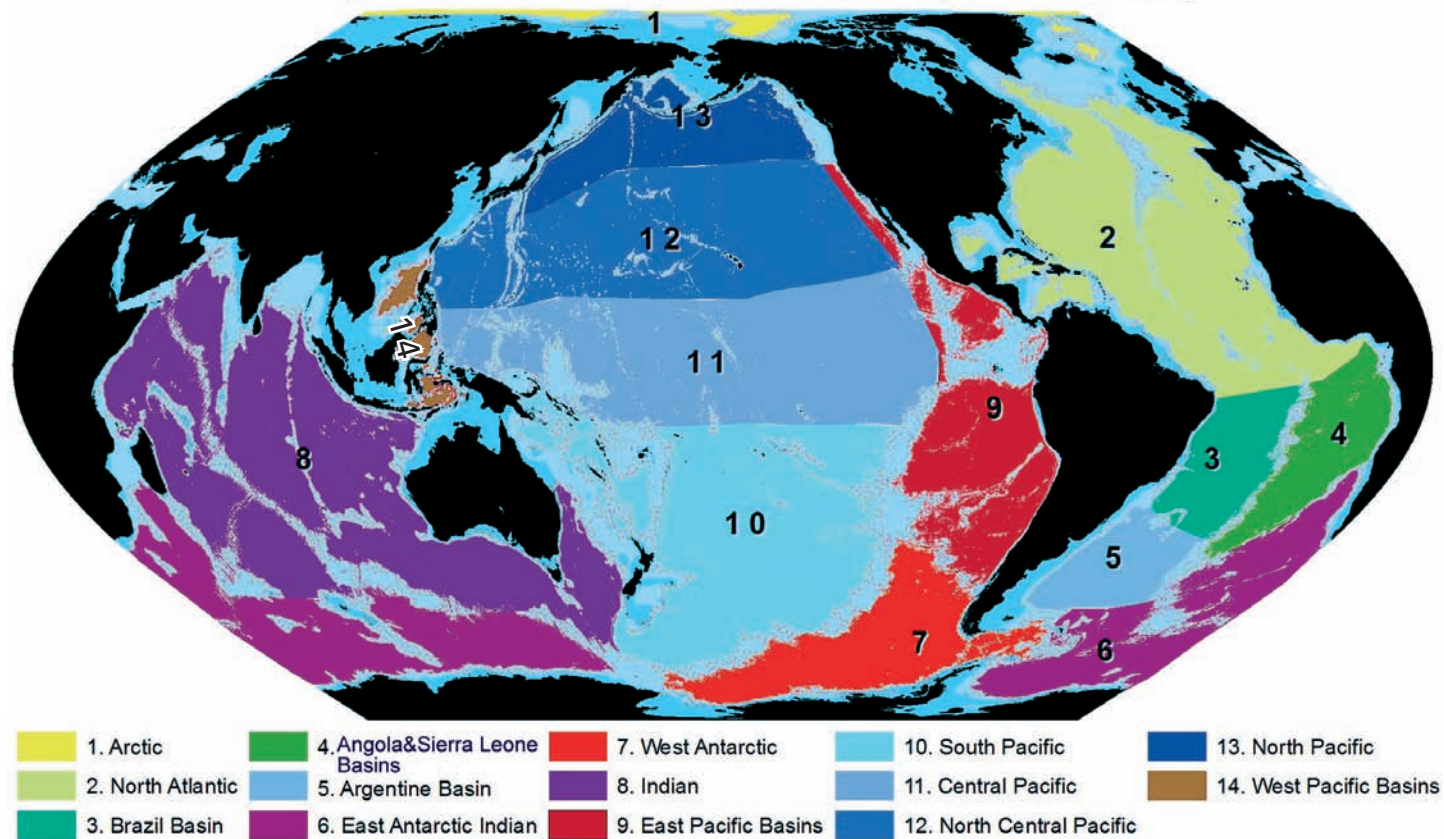 1
13
2
12
14
11
9
4
8
3
10
5
7
6
1. Arctic
2. North Atlantic
3. Brazil Basin
4. Angola&Sierra Leone
Basins
5. Argentine Basin
6. East Antarctic Indian
7. West Antarctic
8. Indian
9. East Pacific Basins
10. South Pacific
11. Central Pacific
12. North Central Pacific
13. North Pacific
14. West Pacific Basins